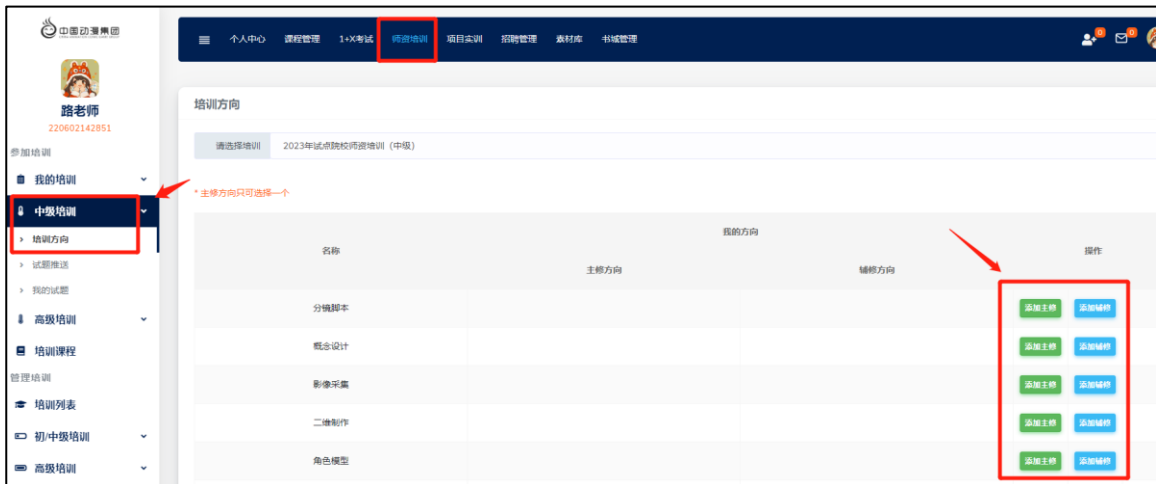 中国动漫集团
路老师
220602142851
参加培训
我的培训
中级培训
培训方向
试题推送
我的试题
高级培训
培训课程
管理培训
培训列表
初/中级培训
高级培训
个人中心 课程管理 1+X考试 师资培训 项目实训 招聘管理 素材库 书城管理
0 0
培训方向
请选择培训 2023年试点院校师资培训（中级）
* 主修方向只可选择一个
名称 我的方向 操作
主修方向 辅修方向
分镜脚本 添加主修 添加辅修
概念设计 添加主修 添加辅修
影像采集 添加主修 添加辅修
二维制作 添加主修 添加辅修
角色模型 添加主修 添加辅修